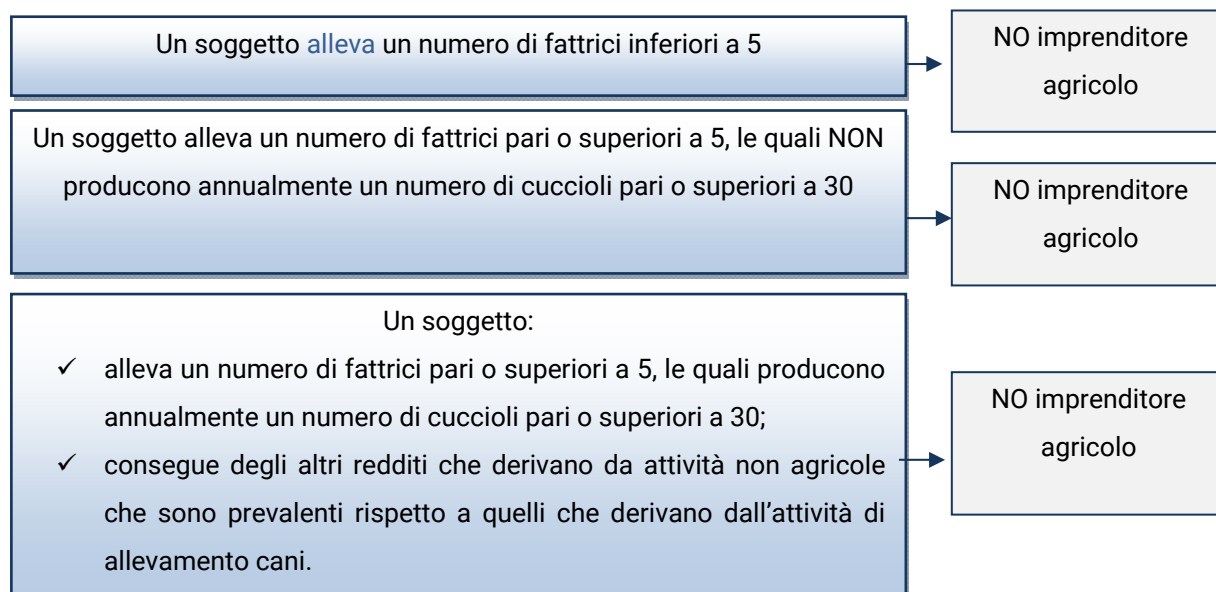 Un soggetto alleva un numero di fattrici inferiori a 5
NO imprenditore
agricolo
Un soggetto alleva un numero di fattrici pari o superiori a 5, le quali NON
producono annualmente un numero di cuccioli pari o superiori a 30
NO imprenditore
agricolo
Un soggetto:
✓ alleva un numero di fattrici pari o superiori a 5, le quali producono
annualmente un numero di cuccioli pari o superiori a 30;
✓ consegue degli altri redditi che derivano da attività non agricole
che sono prevalenti rispetto a quelli che derivano dall'attività di
allevamento cani.
NO imprenditore
agricolo